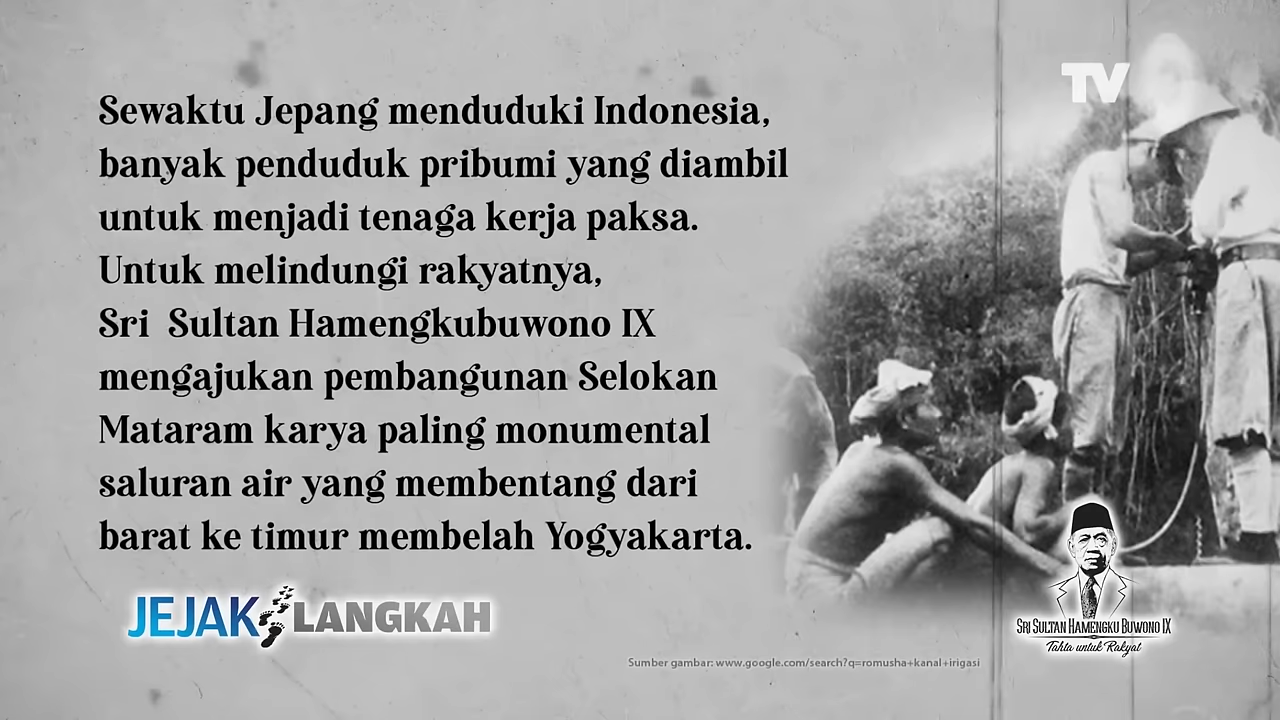 TV
Sewaktu Jepang menduduki Indonesia,
banyak penduduk pribumi yang diambil
untuk menjadi tenaga kerja paksa.
Untuk melindungi rakyatnya,
Sri Sultan Hamengkubuwono IX
mengajukan pembangunan Selokan
Mataram karya paling monumental
saluran air yang membentang dari
barat ke timur membelah Yogyakarta.
JEJAK LANGKAH
SRI SULTAN HAMENGKU BUWONO IX
Tahta untuk Rakyat
Sumber gambar: www.google.com/search?q=romusha+kanal+irigasi